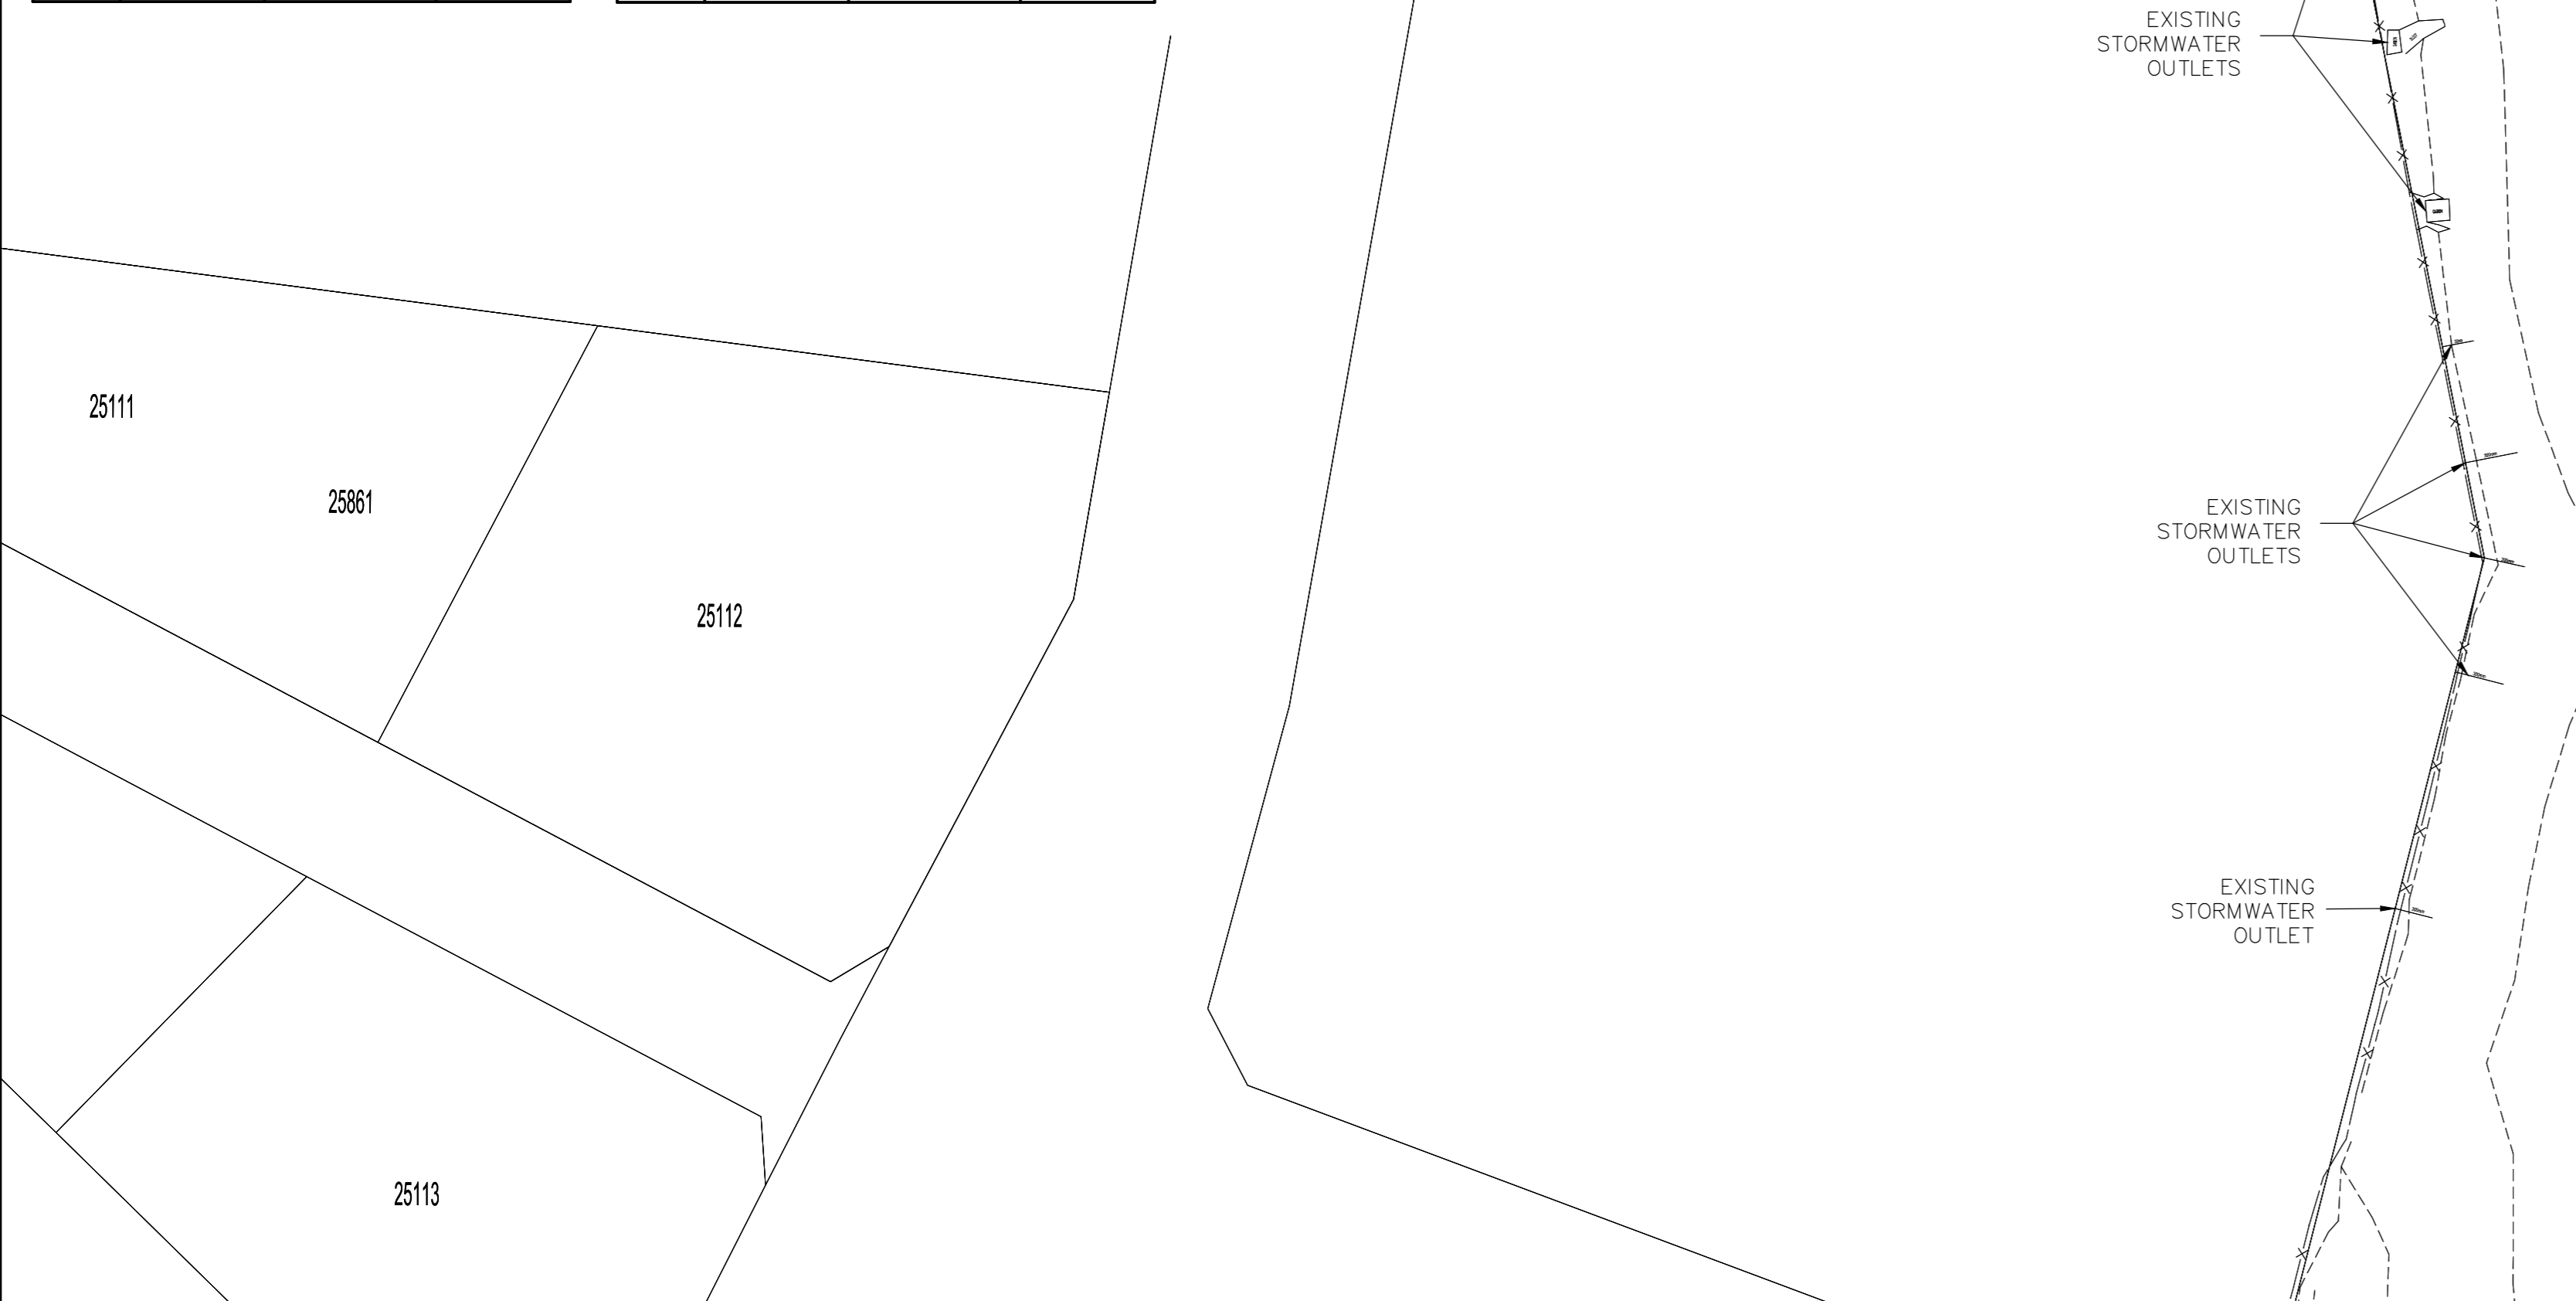 EXISTING
STORMWATER
OUTLETS
25111
25861
EXISTING
STORMWATER
OUTLETS
25112
EXISTING
STORMWATER
OUTLET
25113